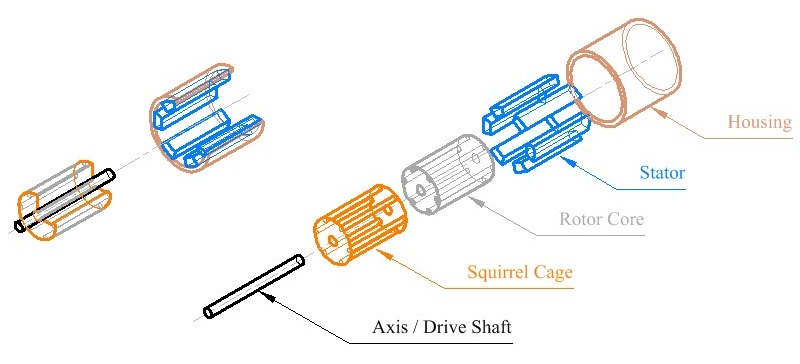 Housing
Stator
Rotor Core
Squirrel Cage
Axis / Drive Shaft